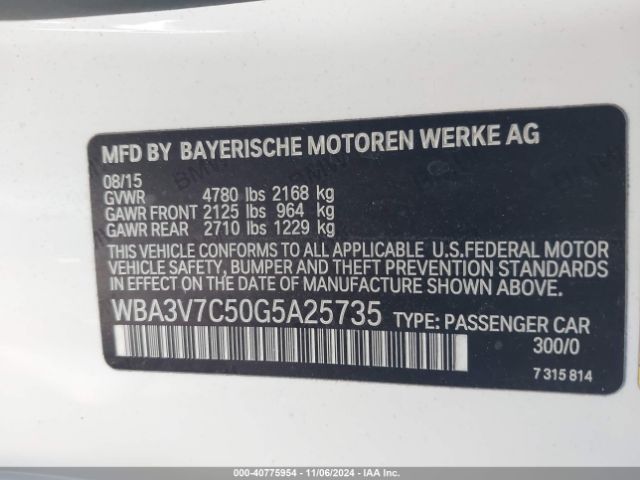 MFD BY BAYERISCHE MOTOREN WERKE AG
08/15
GVWR 4780 lbs 2168 kg
GAWR FRONT 2125 lbs 964 kg
GAWR REAR 2710 lbs 1229 kg
THIS VEHICLE CONFORMS TO ALL APPLICABLE U.S.FEDERAL MOTOR
VEHICLE SAFETY, BUMPER AND THEFT PREVENTION STANDARDS
IN EFFECT ON THE DATE OF MANUFACTURE SHOWN ABOVE.
WBA3V7C50G5A25735 TYPE: PASSENGER CAR
300/0
7 315 814
© - 40775954 - 11/06/2024 - IAA Inc.